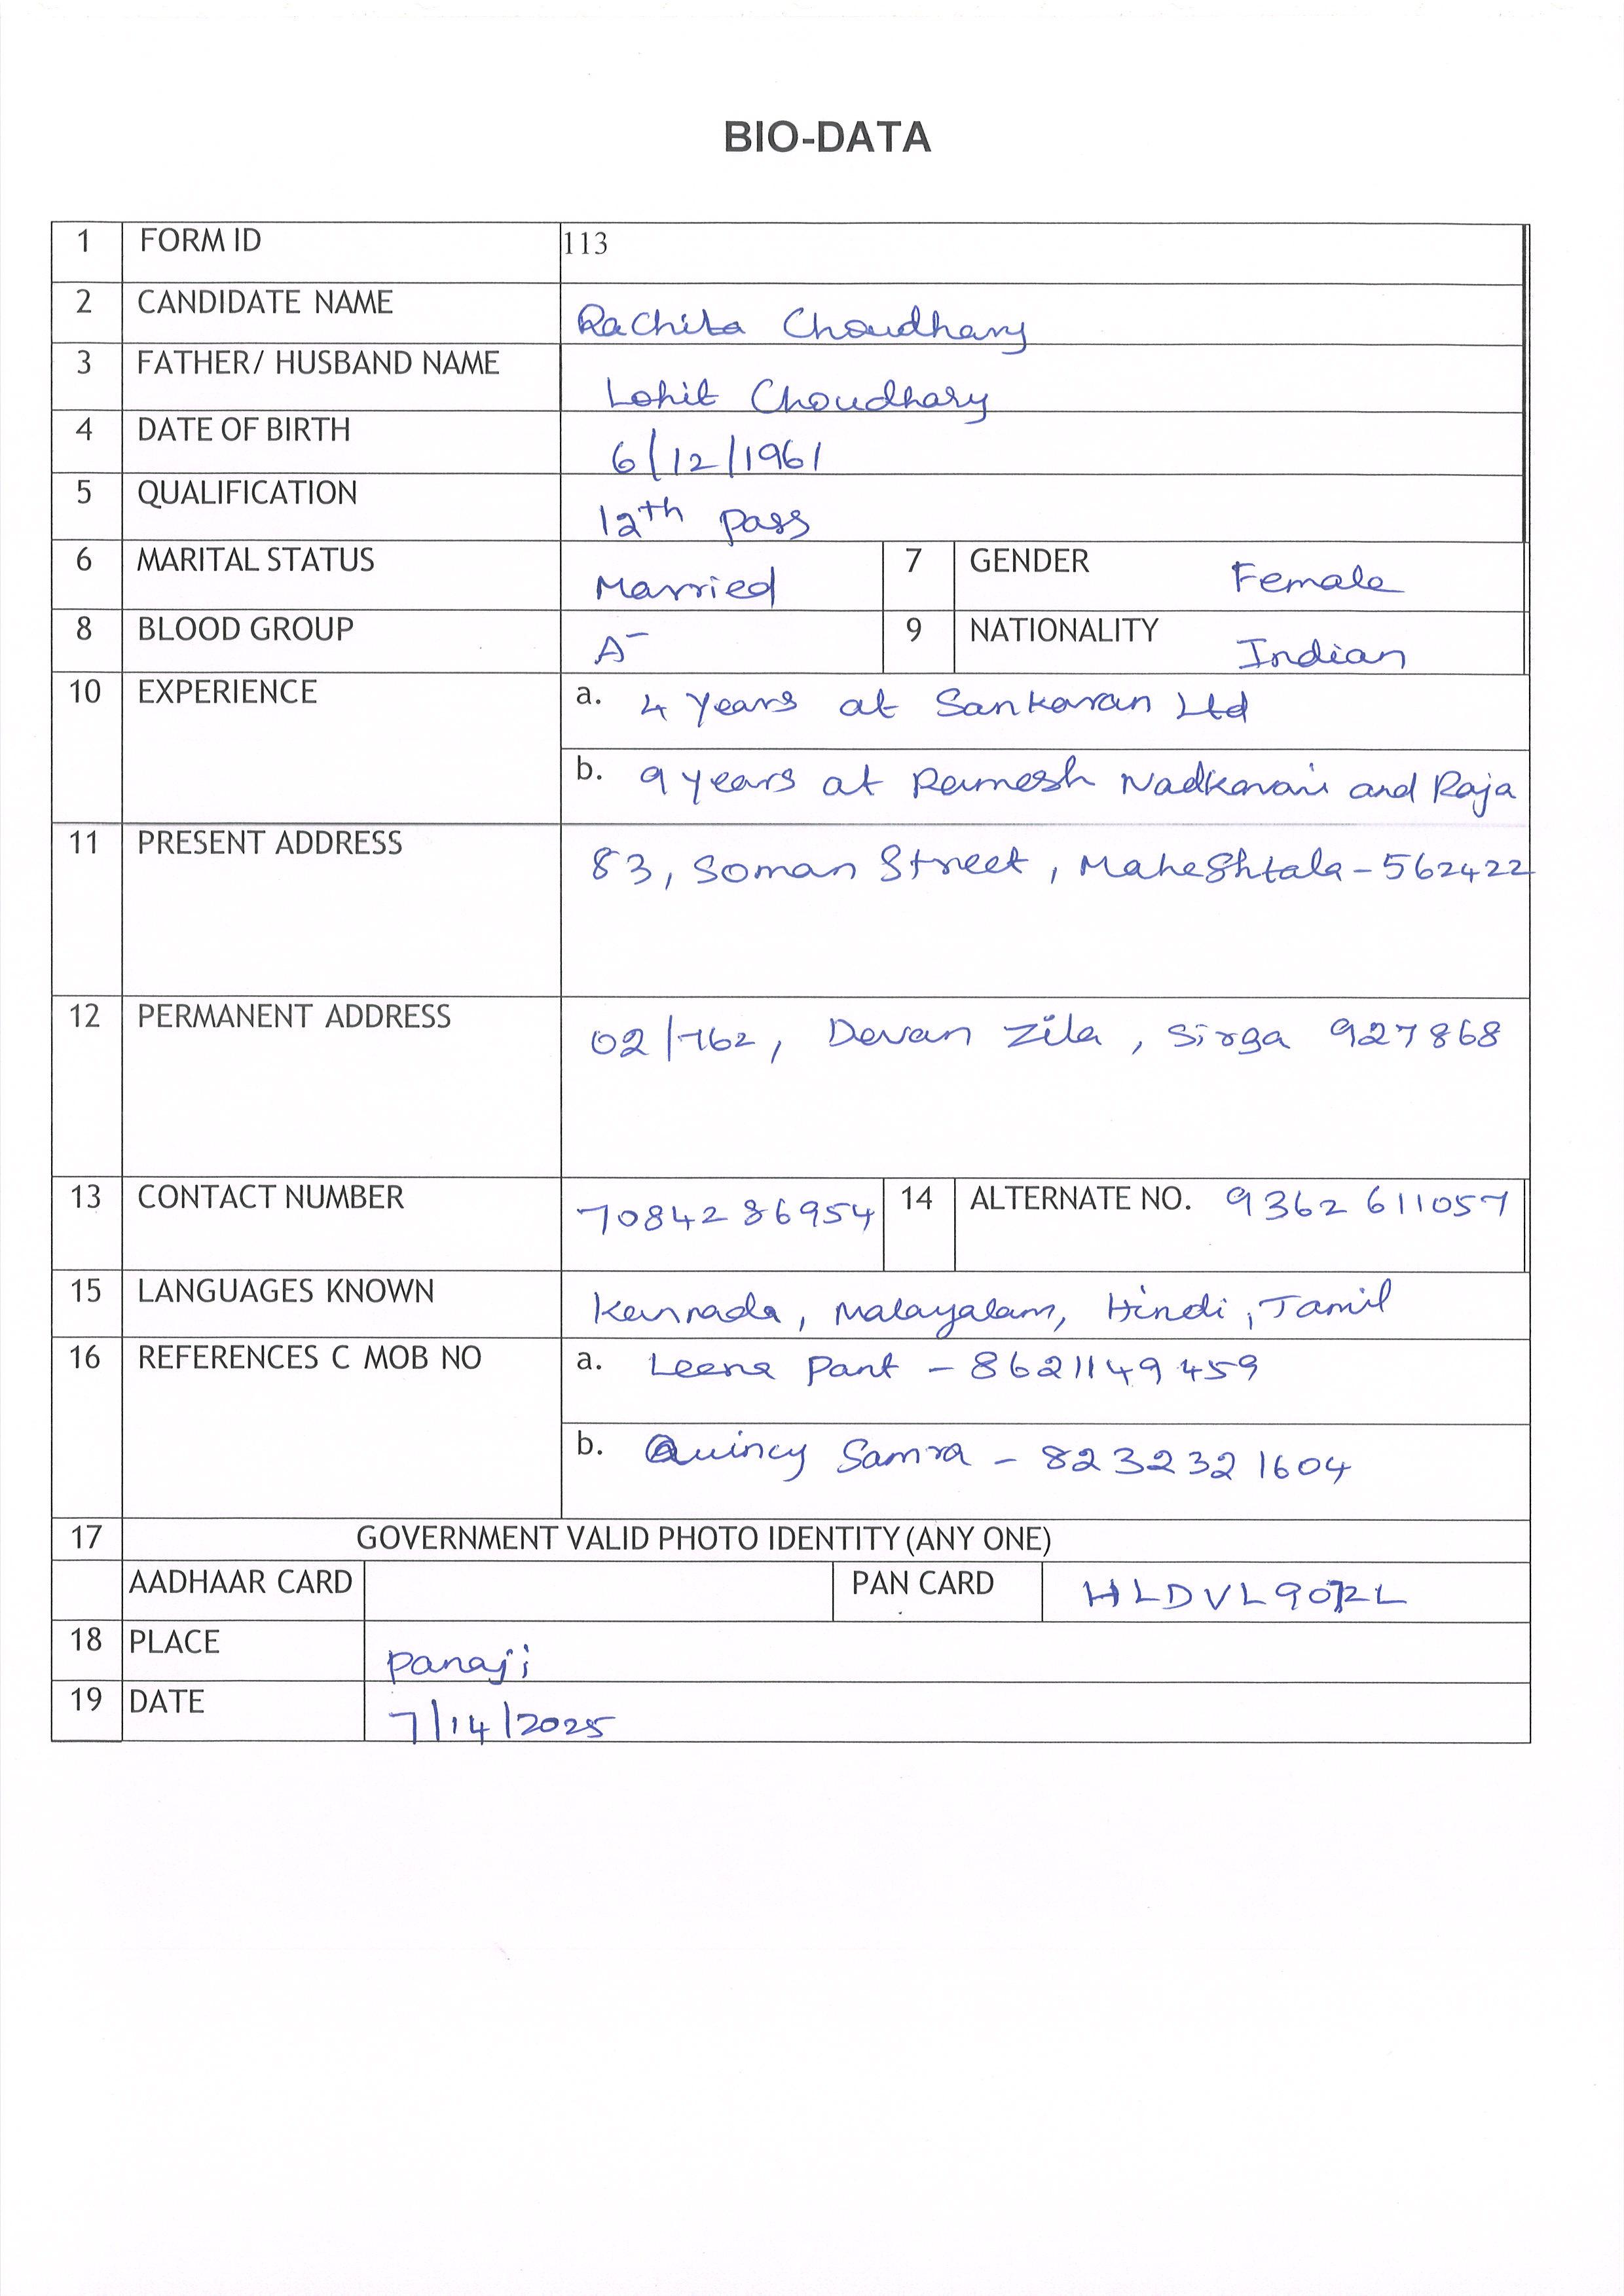 BIO-DATA
1 FORM ID 113
2 CANDIDATE NAME Rachita Choudhary
3 FATHER/ HUSBAND NAME Lohit Choudhary
4 DATE OF BIRTH 6/12/1961
5 QUALIFICATION 12th pass
6 MARITAL STATUS Married 7 GENDER Female
8 BLOOD GROUP A- 9 NATIONALITY Indian
10 EXPERIENCE a. 4 years at Sankaran Ltd
b. 9 years at Ramesh and Raja
11 PRESENT ADDRESS 83, Soman Street, Maheshtala - 562422
12 PERMANENT ADDRESS 02/762, Devan Zila, Sirga 927868
13 CONTACT NUMBER 7084286954 14 ALTERNATE NO. 9362611057
15 LANGUAGES KNOWN Kannada, Malayalam, Hindi, Tamil
16 REFERENCES C MOB NO a. Leena Pant - 8621149459
b. Quincy Samra - 8232321604
17 GOVERNMENT VALID PHOTO IDENTITY (ANY ONE)
AADHAAR CARD PAN CARD
18 PLACE Panaji
19 DATE 7/14/2025